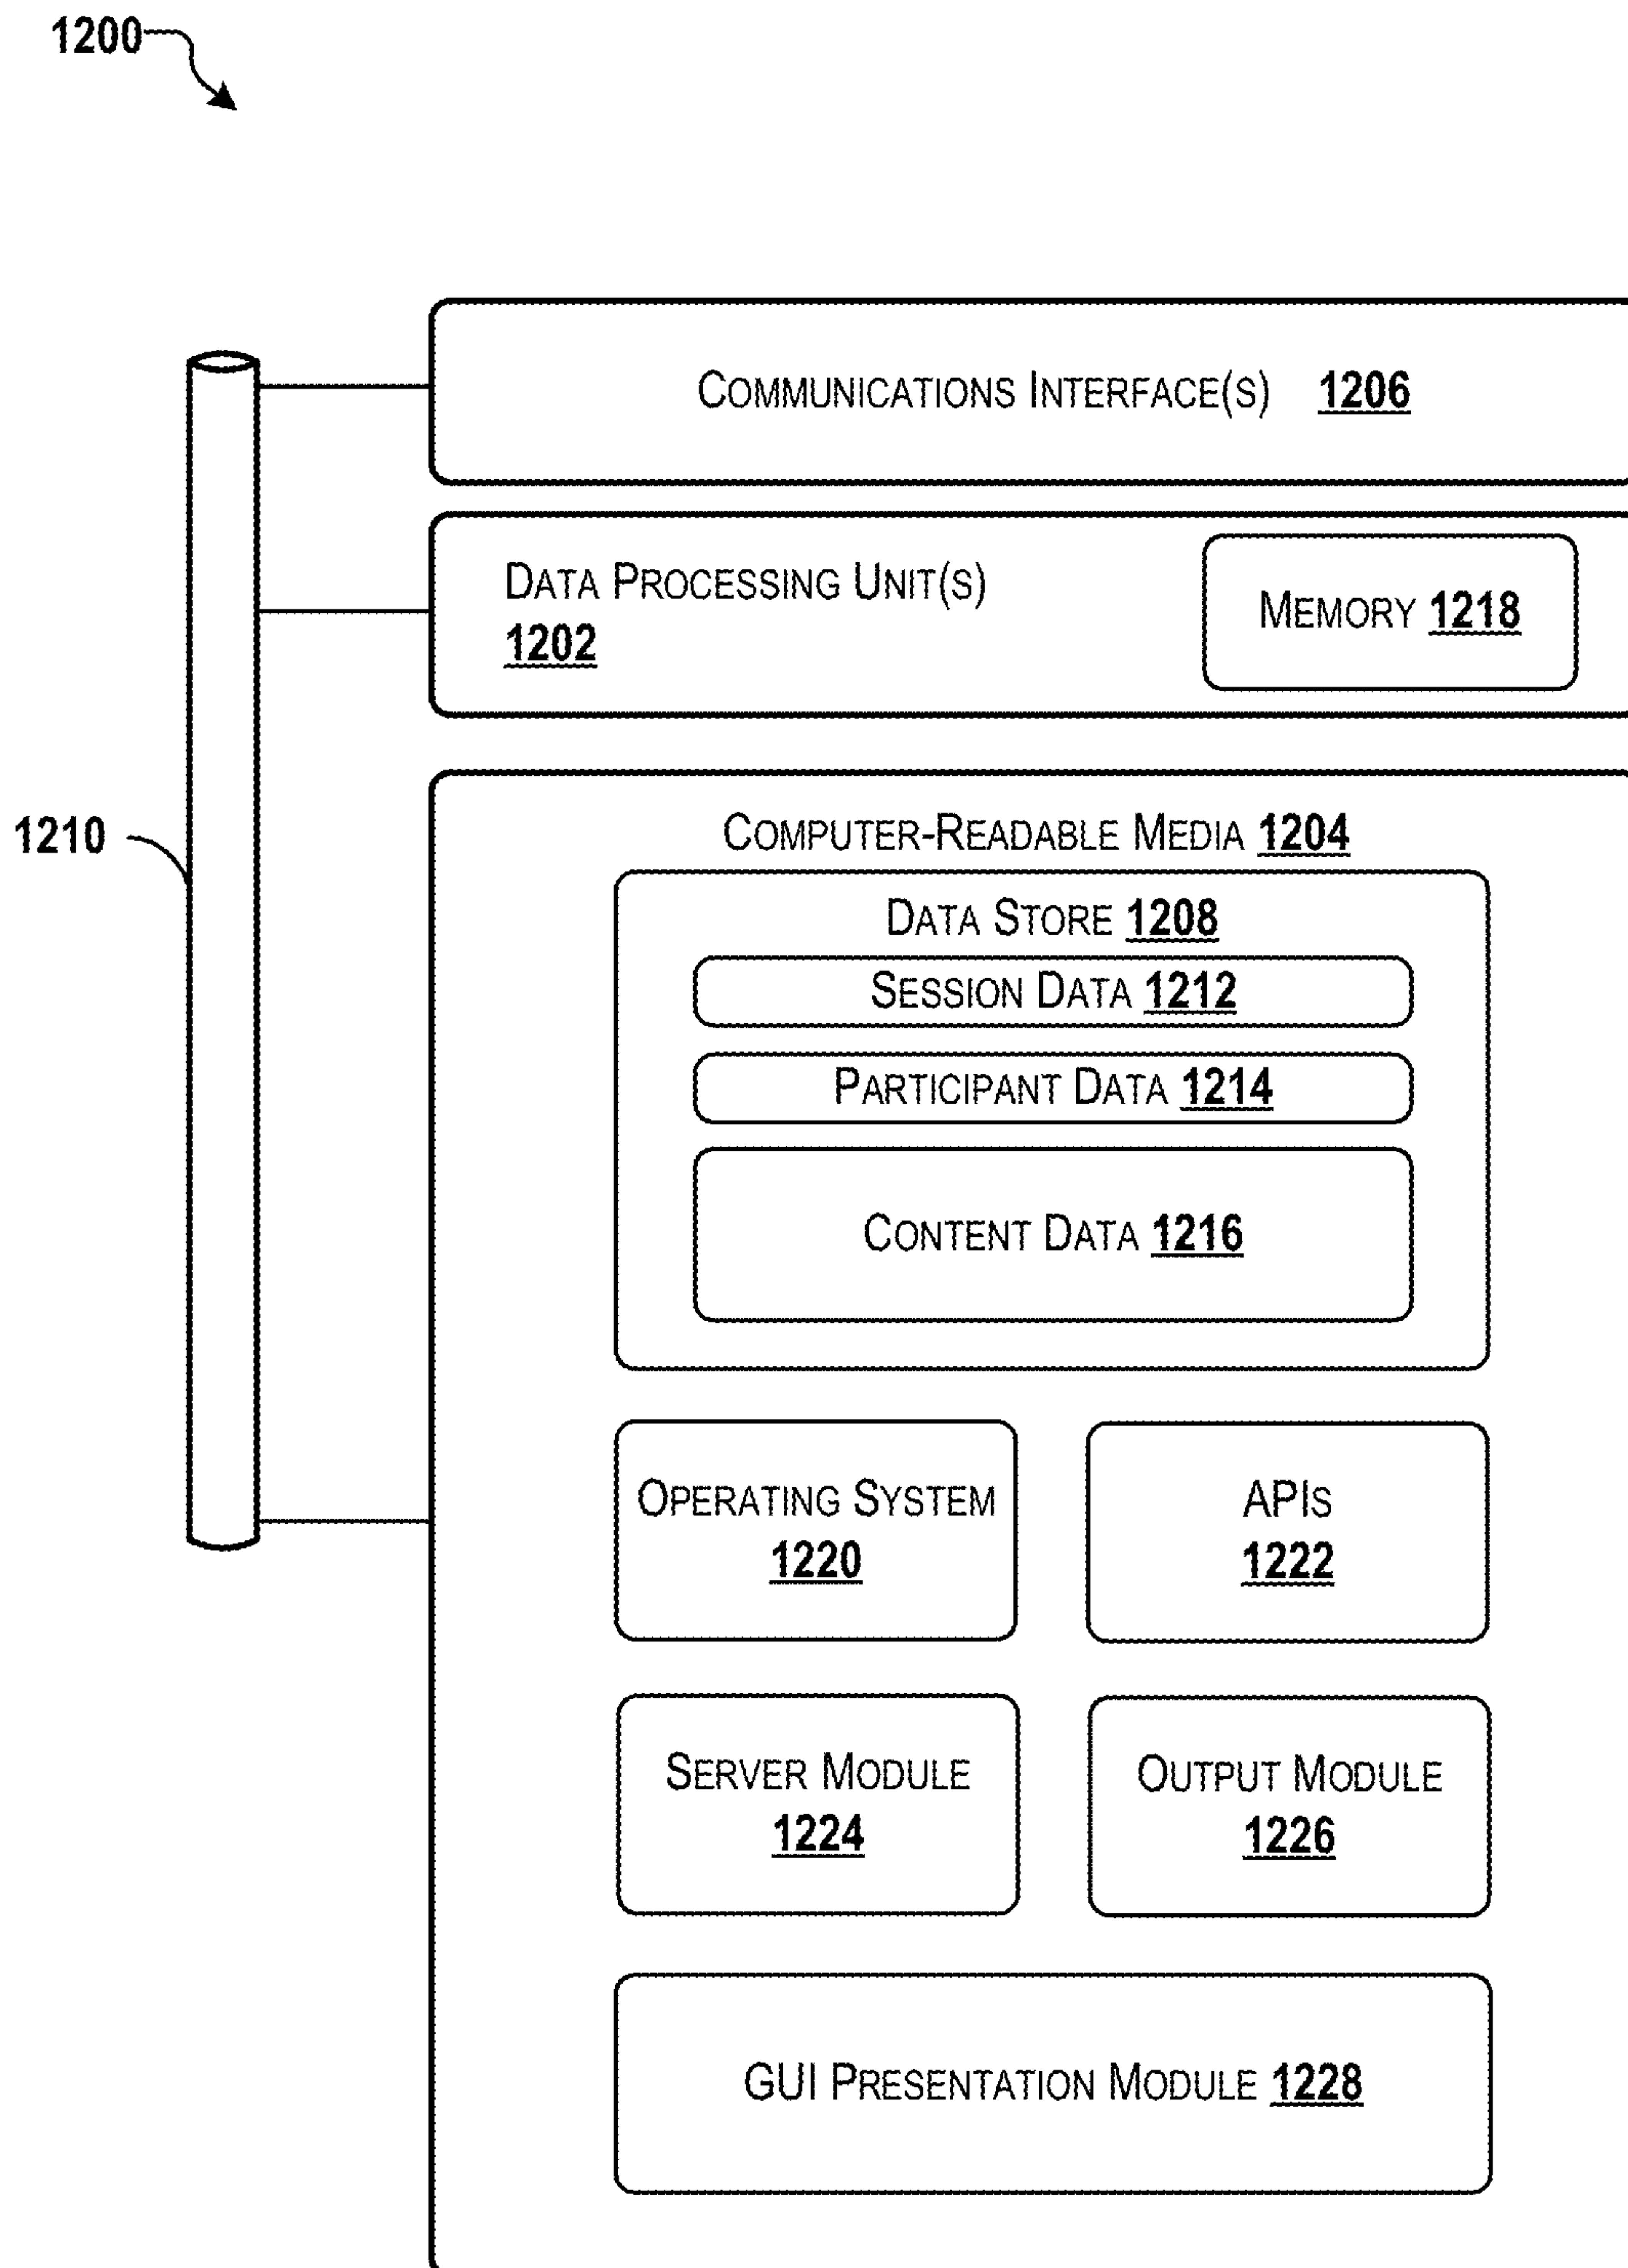 1200
COMMUNICATIONS INTERFACE(S) 1206
DATA PROCESSING UNIT(S)
1202
MEMORY 1218
1210
COMPUTER-READABLE MEDIA 1204
DATA STORE 1208
SESSION DATA 1212
PARTICIPANT DATA 1214
CONTENT DATA 1216
OPERATING SYSTEM
1220
APIS
1222
SERVER MODULE
1224
OUTPUT MODULE
1226
GUI PRESENTATION MODULE 1228